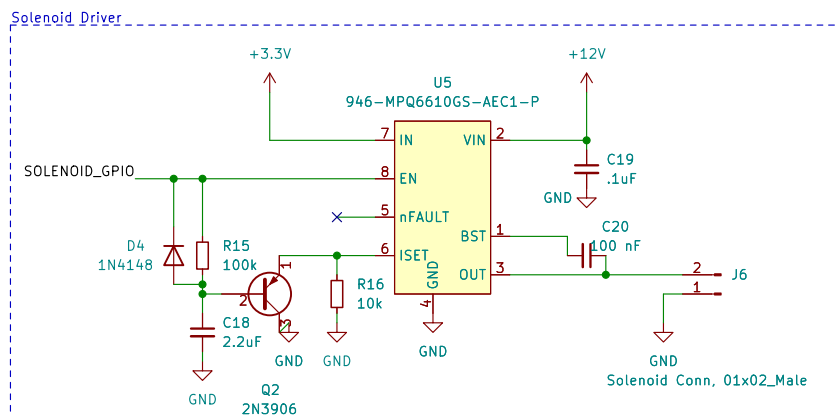 Solenoid Driver
+3.3V
+12V
U5
946-MPQ6610GS-AEC1-P
7 IN
VIN 2
SOLENOID_GPIO
8 EN
C19
.1uF
GND
5 nFAULT
BST 1
C20
100 nF
6 ISET
OUT 3
GND
4
2
1
J6
D4
1N4148
R15
100k
1
2
3
R16
10k
C18
2.2uF
GND
GND
GND
GND
GND
Solenoid Conn, 01x02_Male
Q2
2N3906